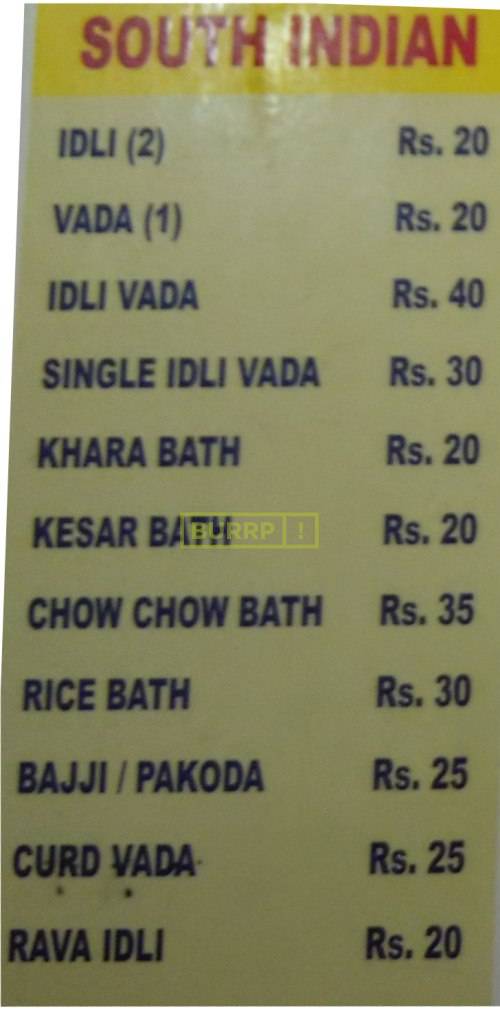 SOUTH INDIAN
IDLI (2) Rs. 20
VADA (1) Rs. 20
IDLI VADA Rs. 40
SINGLE IDLI VADA Rs. 30
KHARA BATH Rs. 20
KESAR BATH Rs. 20
BURRP!
CHOW CHOW BATH Rs. 35
RICE BATH Rs. 30
BAJJI / PAKODA Rs. 25
CURD VADA Rs. 25
RAVA IDLI Rs. 20